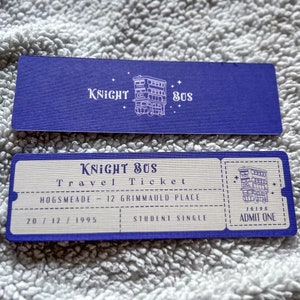 Knight Bus
Knight Bus
Travel Ticket
HOGSMEADE - 12 GRIMMAULD PLACE
20 / 12 / 1995
STUDENT SINGLE
ADMIT ONE